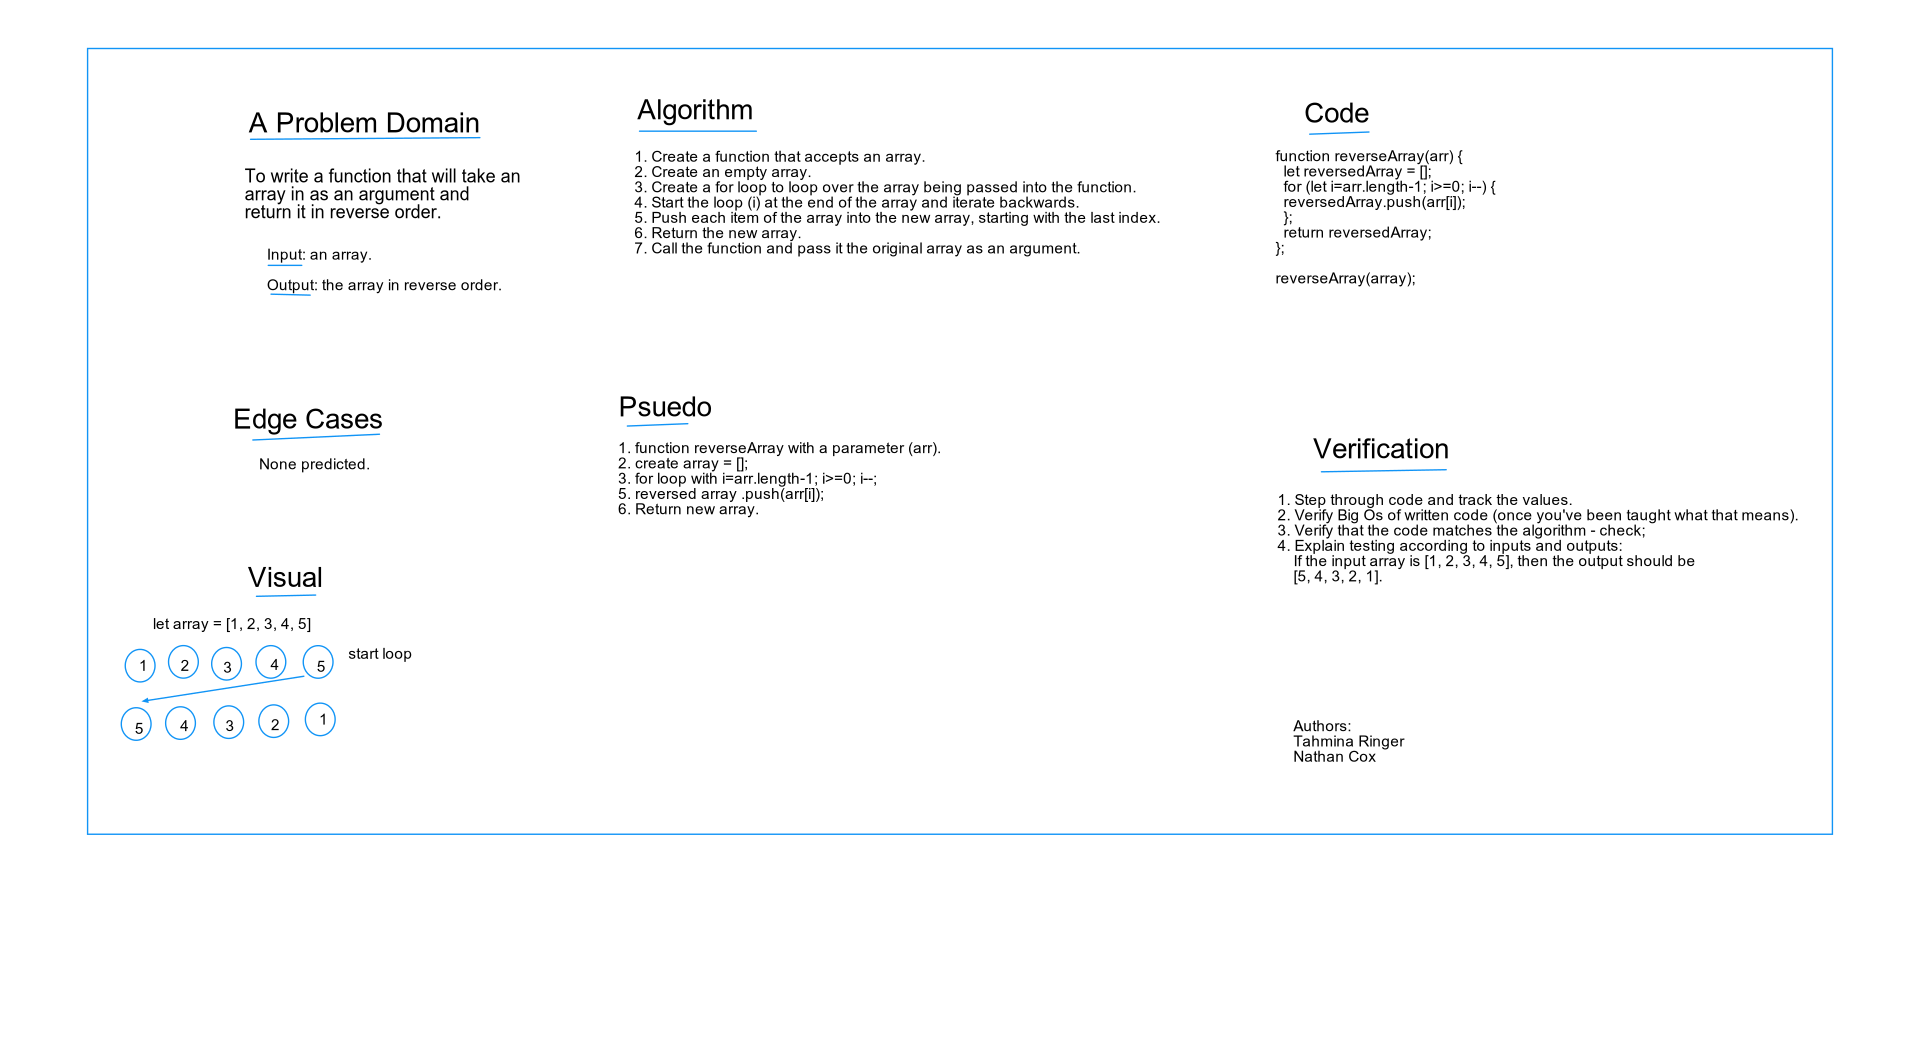 A Problem Domain
To write a function that will take an
array in as an argument and
return it in reverse order.
Input: an array.
Output: the array in reverse order.
Algorithm
1. Create a function that accepts an array.
2. Create an empty array.
3. Create a for loop to loop over the array being passed into the function.
4. Start the loop (i) at the end of the array and iterate backwards.
5. Push each item of the array into the new array, starting with the last index.
6. Return the new array.
7. Call the function and pass it the original array as an argument.
Code
function reverseArray(arr) {
let reversedArray = [];
for (let i=arr.length-1; i>=0; i--) {
reversedArray.push(arr[i]);
};
return reversedArray;
};
reverseArray(array);
Edge Cases
None predicted.
Psuedo
1. function reverseArray with a parameter (arr).
2. create array = [];
3. for loop with i=arr.length-1; i>=0; i--;
5. reversed array .push(arr[i]);
6. Return new array.
Verification
1. Step through code and track the values.
2. Verify Big Os of written code (once you've been taught what that means).
3. Verify that the code matches the algorithm - check;
4. Explain testing according to inputs and outputs:
If the input array is [1, 2, 3, 4, 5], then the output should be
[5, 4, 3, 2, 1].
Visual
let array = [1, 2, 3, 4, 5]
1 2 3 4 5 start loop
5 4 3 2 1
Authors:
Tahmina Ringer
Nathan Cox